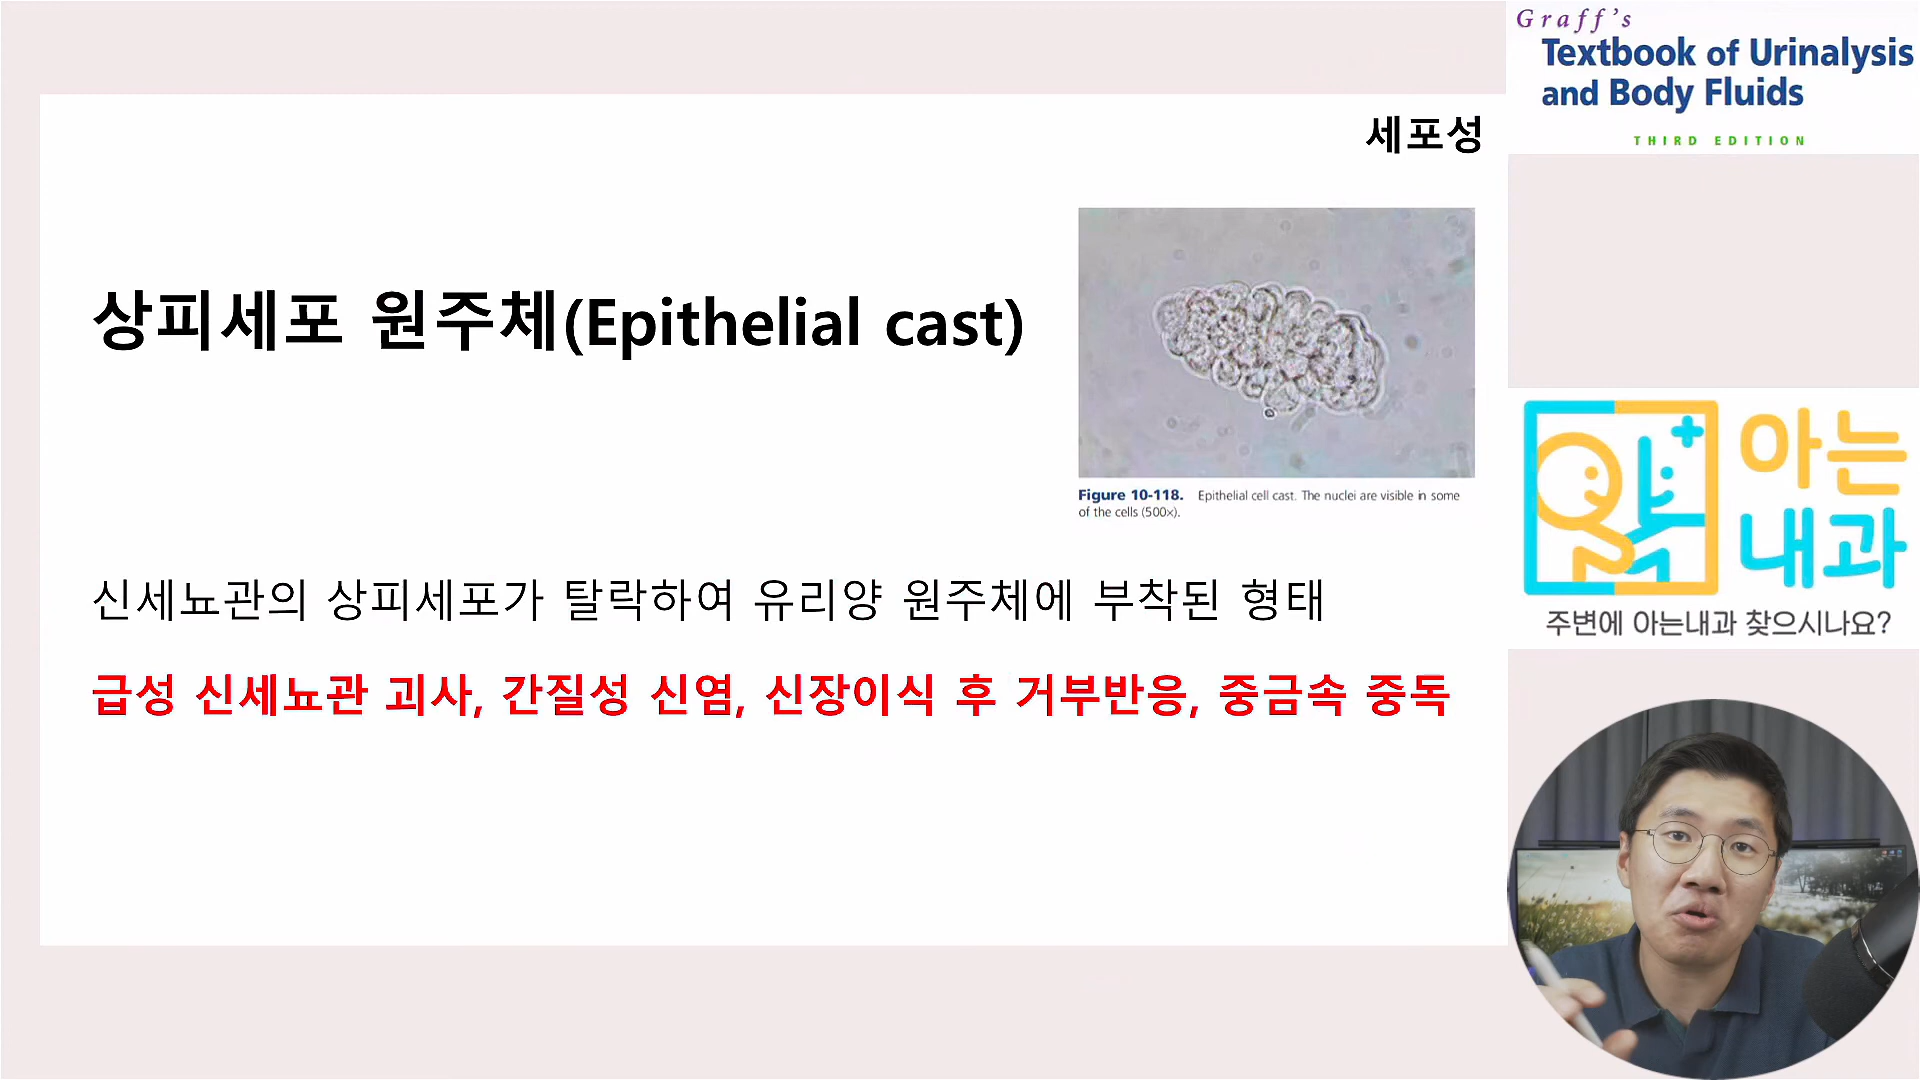 Graff's
Textbook of Urinalysis
and Body Fluids
THIRD EDITION
세포성
상피세포 원주체(Epithelial cast)
Figure 10-118. Epithelial cell cast. The nuclei are visible in some
of the cells (500×).
신세뇨관의 상피세포가 탈락하여 유리양 원주체에 부착된 형태
급성 신세뇨관 괴사, 간질성 신염, 신장이식 후 거부반응, 중금속 중독
아는
내과
주변에 아는내과 찾으시나요?